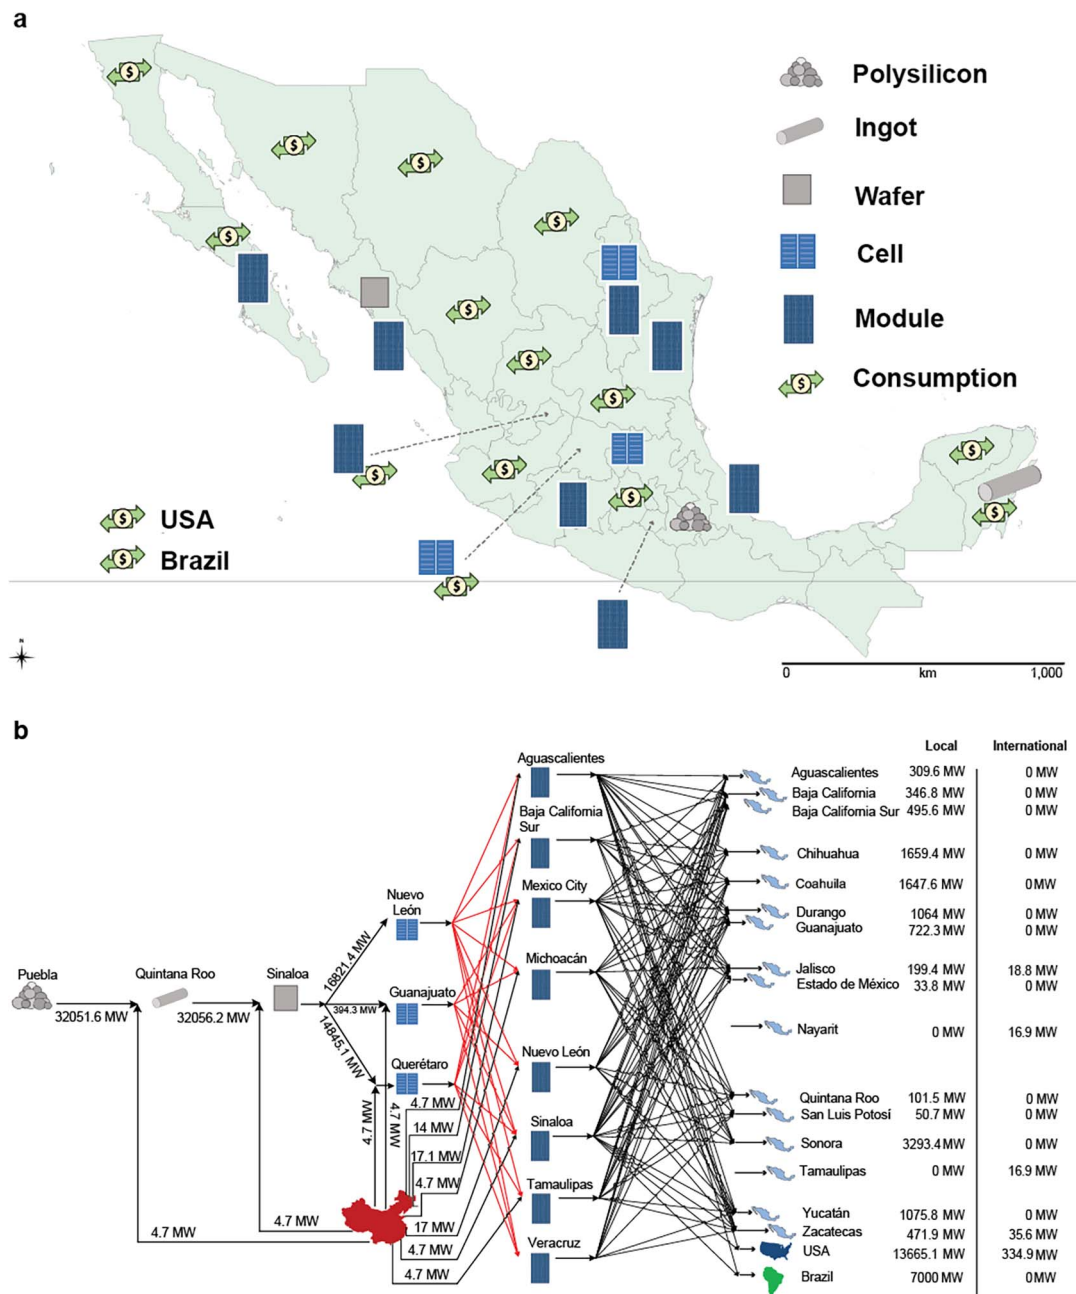 a
Polysilicon
Ingot
Wafer
Cell
Module
Consumption
USA
Brazil
N
0 km 1,000
b
Local International
Aguascalientes
Baja California
Sur
Mexico City
Michoacán
Nuevo León
Sinaloa
Tamaulipas
Veracruz
Nuevo
León
Guanajuato
Querétaro
Puebla
Quintana Roo
Sinaloa
32051.6 MW
32056.2 MW
16821.4 MW
394.3 MW
14845.1 MW
4.7 MW
4.7 MW
4.7 MW
14 MW
17.1 MW
4.7 MW
17 MW
4.7 MW
4.7 MW
4.7 MW
4.7 MW
Aguascalientes 309.6 MW 0 MW
Baja California 346.8 MW 0 MW
Baja California Sur 495.6 MW 0 MW
Chihuahua 1659.4 MW 0 MW
Coahuila 1647.6 MW 0 MW
Durango 1064 MW 0 MW
Guanajuato 722.3 MW 0 MW
Jalisco 199.4 MW 18.8 MW
Estado de México 33.8 MW 0 MW
Nayarit 0 MW 16.9 MW
Quintana Roo 101.5 MW 0 MW
San Luis Potosí 50.7 MW 0 MW
Sonora 3293.4 MW 0 MW
Tamaulipas 0 MW 16.9 MW
Yucatán 1075.8 MW 0 MW
Zacatecas 471.9 MW 35.6 MW
USA 13665.1 MW 334.9 MW
Brazil 7000 MW 0 MW